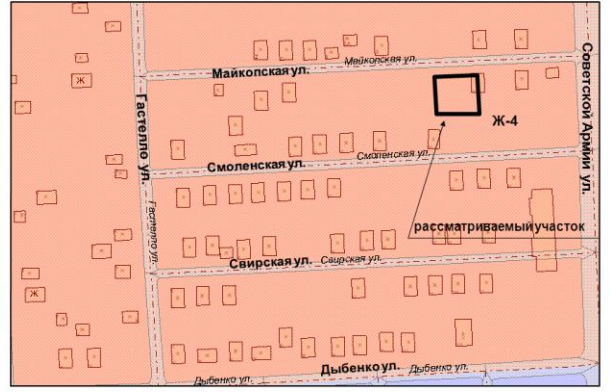 Майкопская ул.
Майкопская ул.
Ж
Ж-4
Советской Армии ул.
Гастелло ул.
Гастелло ул.
Смоленская ул.
Смоленская ул.
рассматриваемый участок
Свирская ул.
Свирская ул.
Ж
Дыбенко ул.
Дыбенко ул.
Дыбенко ул.